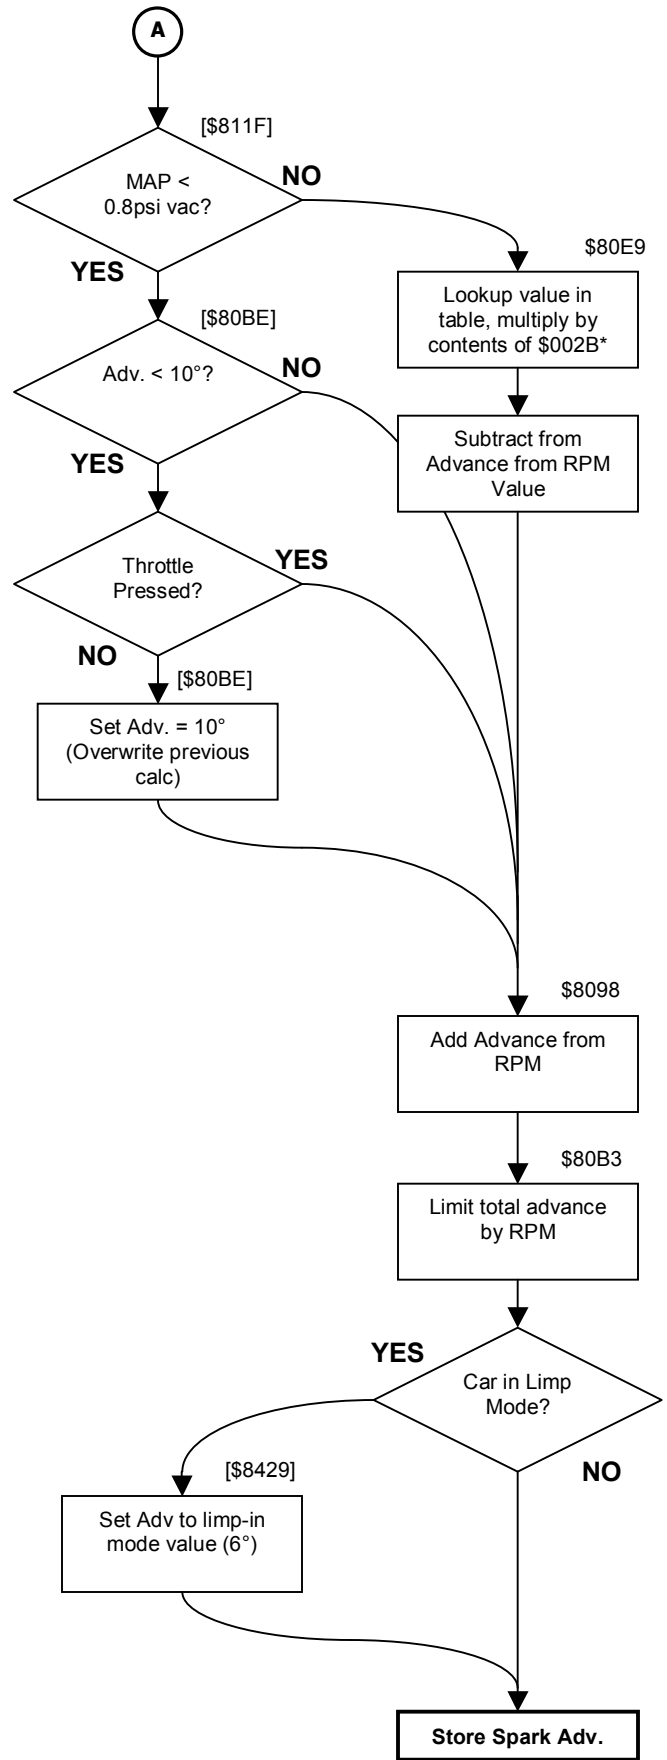 A
[$811F]
MAP <
0.8psi vac?
NO
YES
$80E9
Lookup value in
table, multiply by
contents of $002B*
[$80BE]
Adv. < 10°?
NO
YES
Subtract from
Advance from RPM
Value
Throttle
Pressed?
YES
NO
[$80BE]
Set Adv. = 10°
(Overwrite previous
calc)
$8098
Add Advance from
RPM
$80B3
Limit total advance
by RPM
YES
Car in Limp
Mode?
NO
[$8429]
Set Adv to limp-in
mode value (6°)
Store Spark Adv.